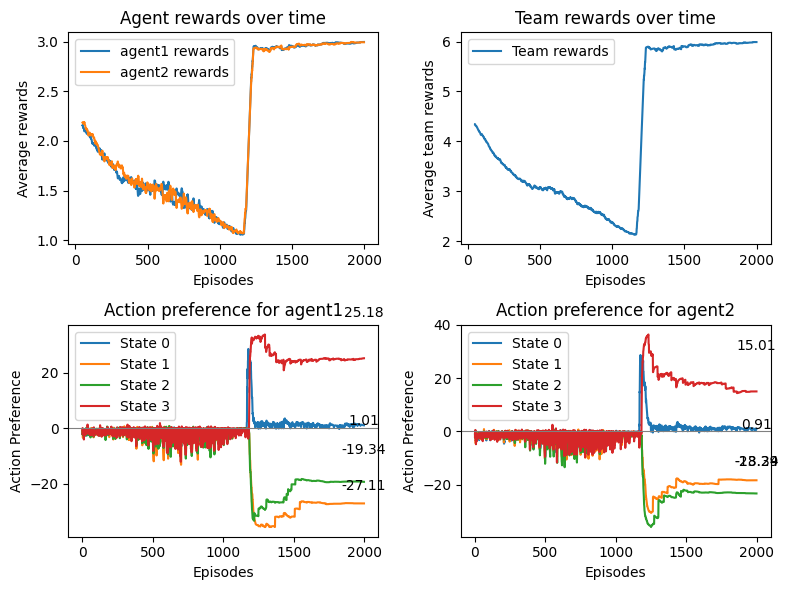 Agent rewards over time
3.0
2.5
2.0
1.5
1.0
Average rewards
agent1 rewards
agent2 rewards
0
500
1000
1500
2000
Episodes
Team rewards over time
6
5
4
3
2
Average team rewards
Team rewards
0
500
1000
1500
2000
Episodes
Action preference for agent1
25.18
20
0
−20
Action Preference
State 0
State 1
State 2
State 3
1.01
-19.34
-27.11
0
500
1000
1500
2000
Episodes
Action preference for agent2
40
20
0
−20
Action Preference
State 0
State 1
State 2
State 3
15.01
0.91
0
500
1000
1500
2000
Episodes